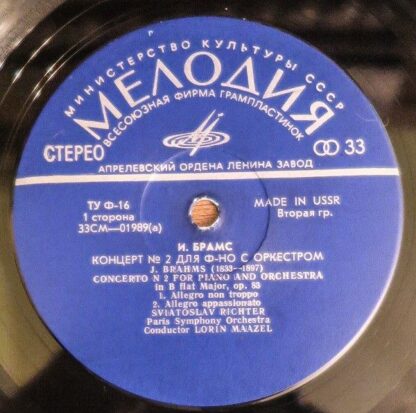 МИНИСТЕРСТВО КУЛЬТУРЫ СССР
МЕЛОДИЯ
ВСЕСОЮЗНАЯ ФИРМА ГРАМПЛАСТИНОК
СТЕРЕО
33
АПРЕЛЕВСКИЙ ОРДЕНА ЛЕНИНА ЗАВОД
ТУ Ф-16
1 сторона
33СМ—01989(а)
MADE IN USSR
Вторая гр.
И. БРАМС
КОНЦЕРТ № 2 ДЛЯ Ф-НО С ОРКЕСТРОМ
J. BRAHMS (1833—1897)
CONCERTO N 2 FOR PIANO AND ORCHESTRA
in B flat Major, op. 83
1. Allegro non troppo
2. Allegro appassionato
SVIATOSLAV RICHTER
Paris Symphony Orchestra
Conductor LORIN MAAZEL